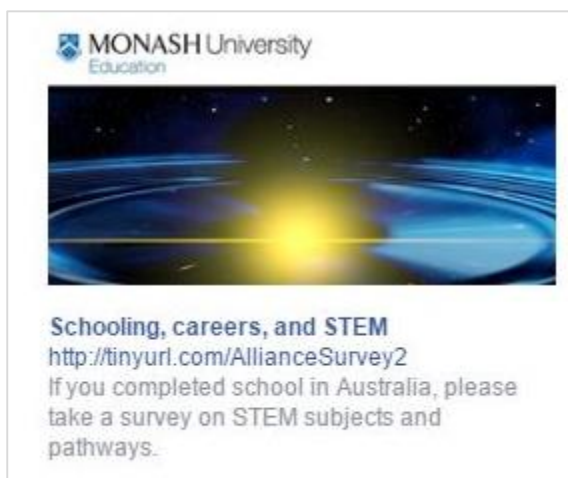 MONASH University
Education
Schooling, careers, and STEM
http://tinyurl.com/AllianceSurvey2
If you completed school in Australia, please
take a survey on STEM subjects and
pathways.